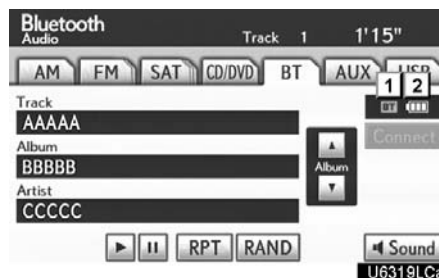 Bluetooth
Audio Track 1 1'15"
AM FM SAT CD/DVD BT AUX USB
1 2
Track BT
AAAAA Connect
Album
BBBBB Album
Artist
CCCCC
RPT RAND Sound
U6319LC